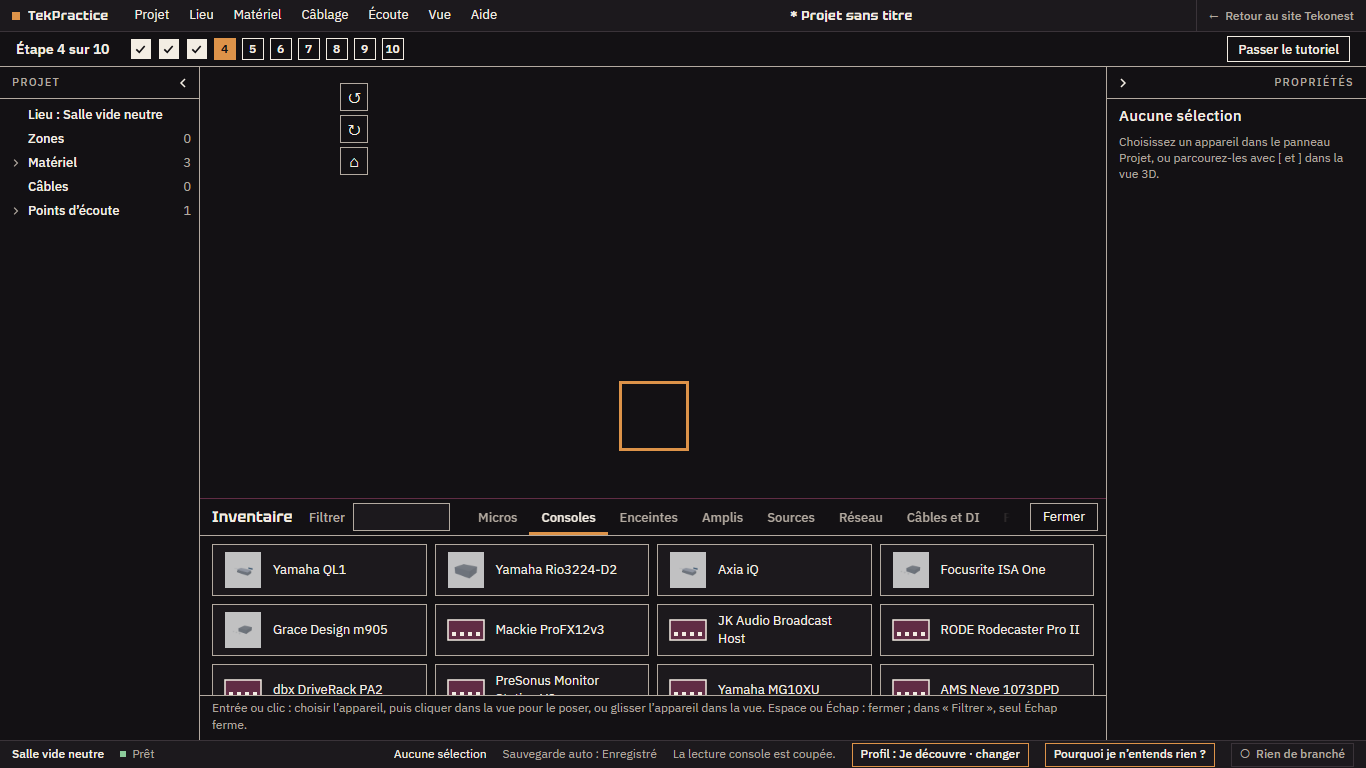 TekPractice Projet Lieu Matériel Câblage Écoute Vue Aide * Projet sans titre ← Retour au site Tekonest
Étape 4 sur 10 4 5 6 7 8 9 10 Passer le tutoriel
PROJET
Lieu : Salle vide neutre
Zones 0
Matériel 3
Câbles 0
Points d'écoute 1
PROPRIÉTÉS
Aucune sélection
Choisissez un appareil dans le panneau
Projet, ou parcourez-les avec [ et ] dans la
vue 3D.
Inventaire Filtrer Micros Consoles Enceintes Amplis Sources Réseau Câbles et DI Fermer
Yamaha QL1 Yamaha Rio3224-D2 Axia iQ Focusrite ISA One
Grace Design m905 Mackie ProFX12v3 JK Audio Broadcast
Host RODE Rodecaster Pro II
dbx DriveRack PA2 PreSonus Monitor Yamaha MG10XU AMS Neve 1073DPD
Entrée ou clic : choisir l'appareil, puis cliquer dans la vue pour le poser, ou glisser l'appareil dans la vue. Espace ou Échap : fermer ; dans « Filtrer », seul Échap
ferme.
Salle vide neutre Prêt Aucune sélection Sauvegarde auto : Enregistré La lecture console est coupée. Profil : Je découvre · changer Pourquoi je n'entends rien ? Rien de branché